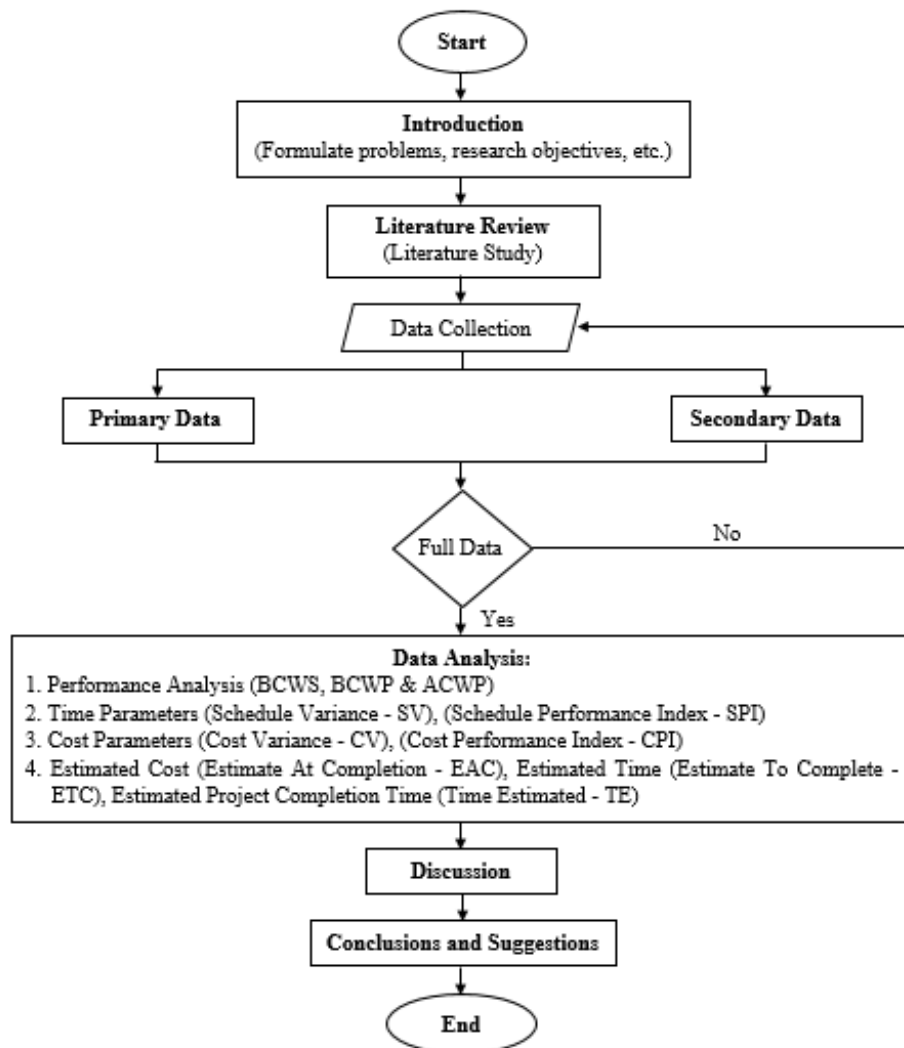 Start
Introduction
(Formulate problems, research objectives, etc.)
Literature Review
(Literature Study)
Data Collection
Primary Data
Secondary Data
Full Data
No
Yes
Data Analysis:
1. Performance Analysis (BCWS, BCWP & ACWP)
2. Time Parameters (Schedule Variance - SV), (Schedule Performance Index - SPI)
3. Cost Parameters (Cost Variance - CV), (Cost Performance Index - CPI)
4. Estimated Cost (Estimate At Completion - EAC), Estimated Time (Estimate To Complete -
ETC), Estimated Project Completion Time (Time Estimated - TE)
Discussion
Conclusions and Suggestions
End